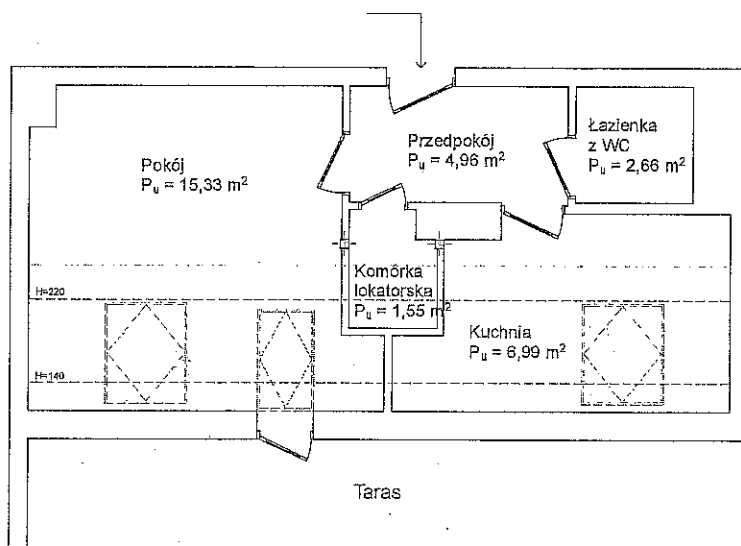 Pokój
Pᵤ = 15,33 m²
Przedpokój
Pᵤ = 4,96 m²
Łazienka
z WC
Pᵤ = 2,66 m²
Komórka
lokatorska
Pᵤ = 1,55 m²
H=220
Kuchnia
Pᵤ = 6,99 m²
H=140
Taras